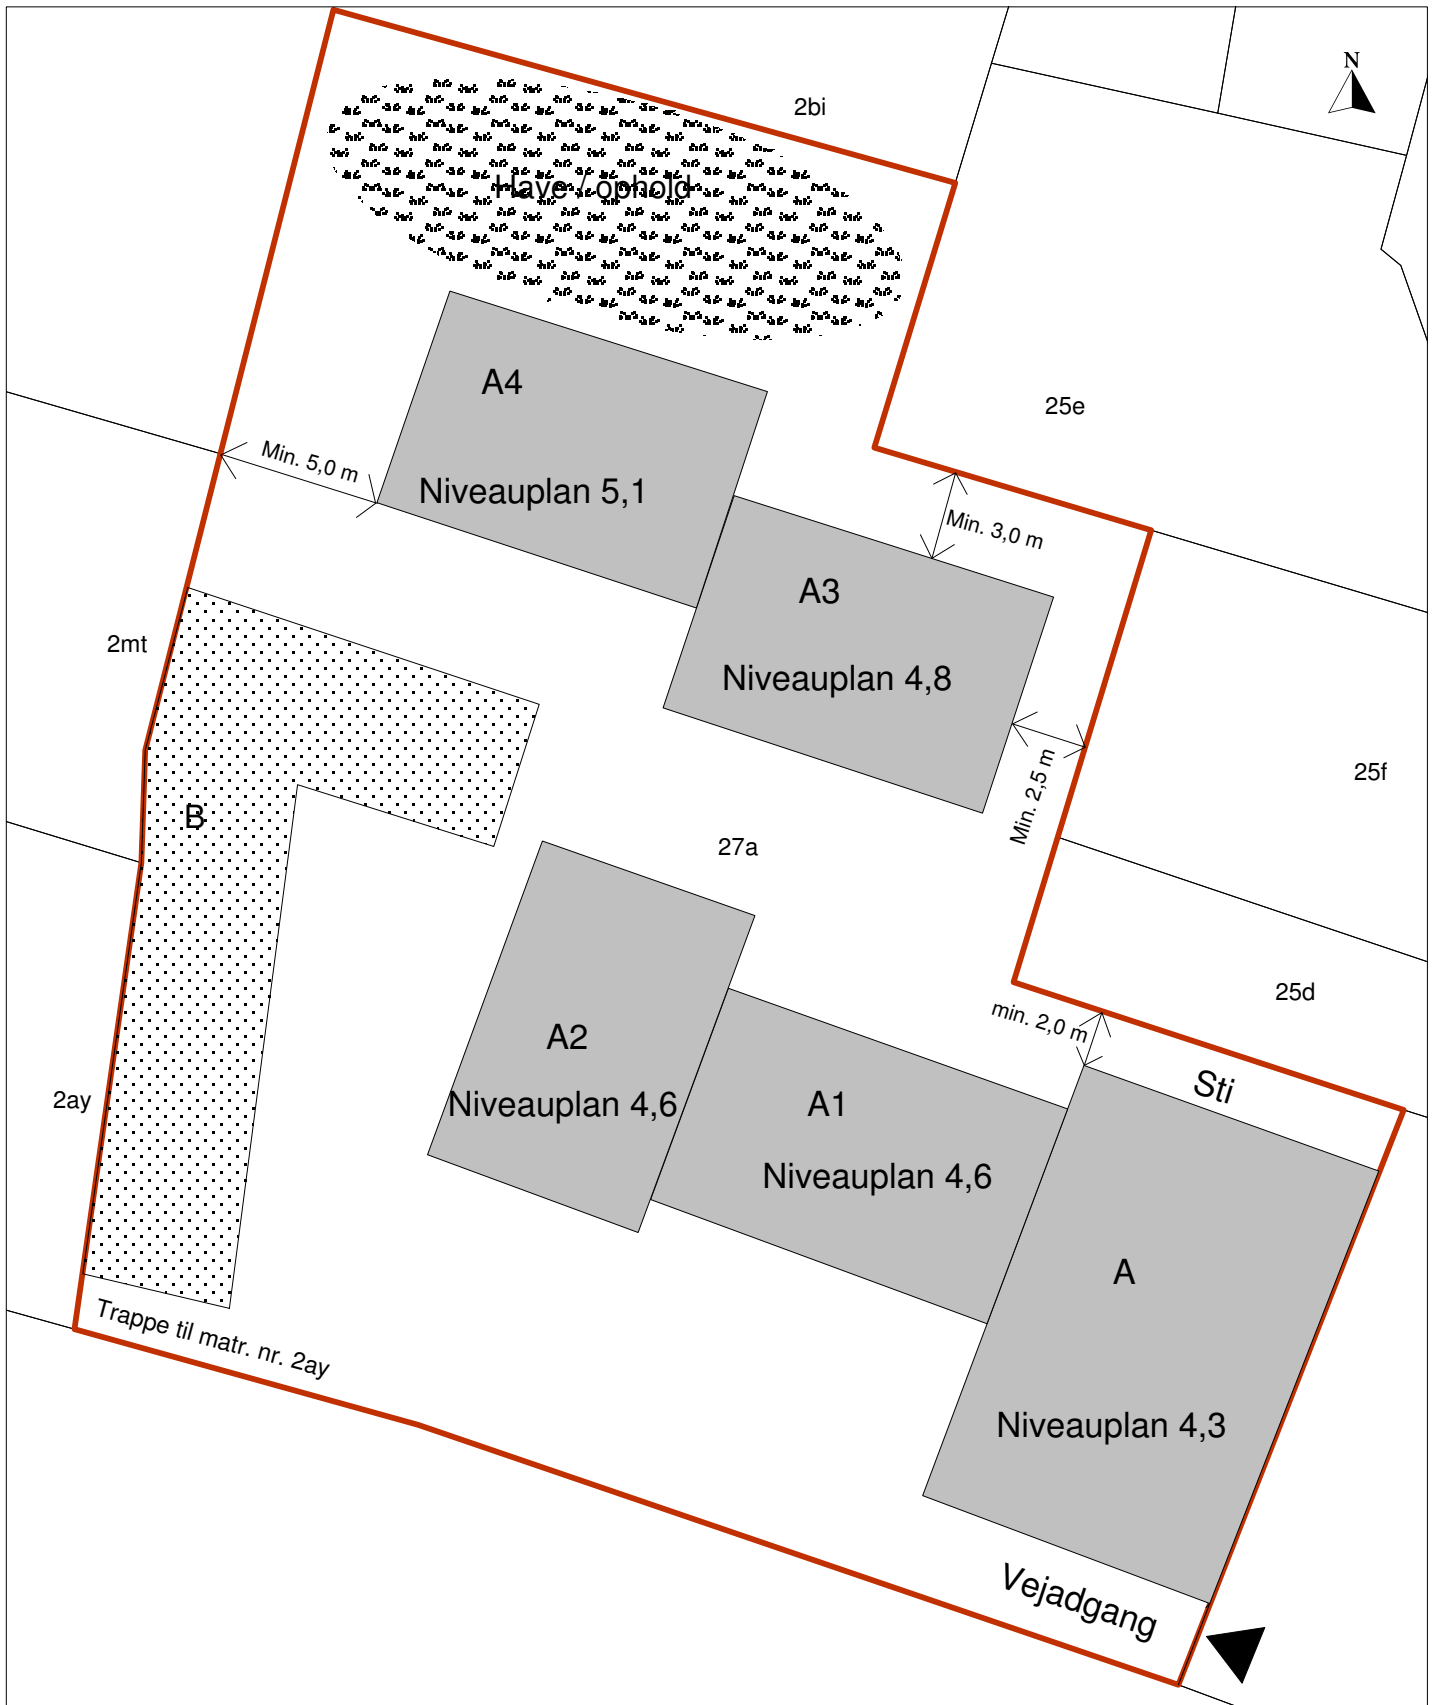 N
2bi
Have / ophold
A4
Niveauplan 5,1
25e
Min. 5,0 m
Min. 3,0 m
A3
Niveauplan 4,8
2mt
25f
Min. 2,5 m
B
27a
25d
min. 2,0 m
A2
Niveauplan 4,6
Sti
2ay
A1
Niveauplan 4,6
A
Niveauplan 4,3
Trappe til matr. nr. 2ay
Vejadgang